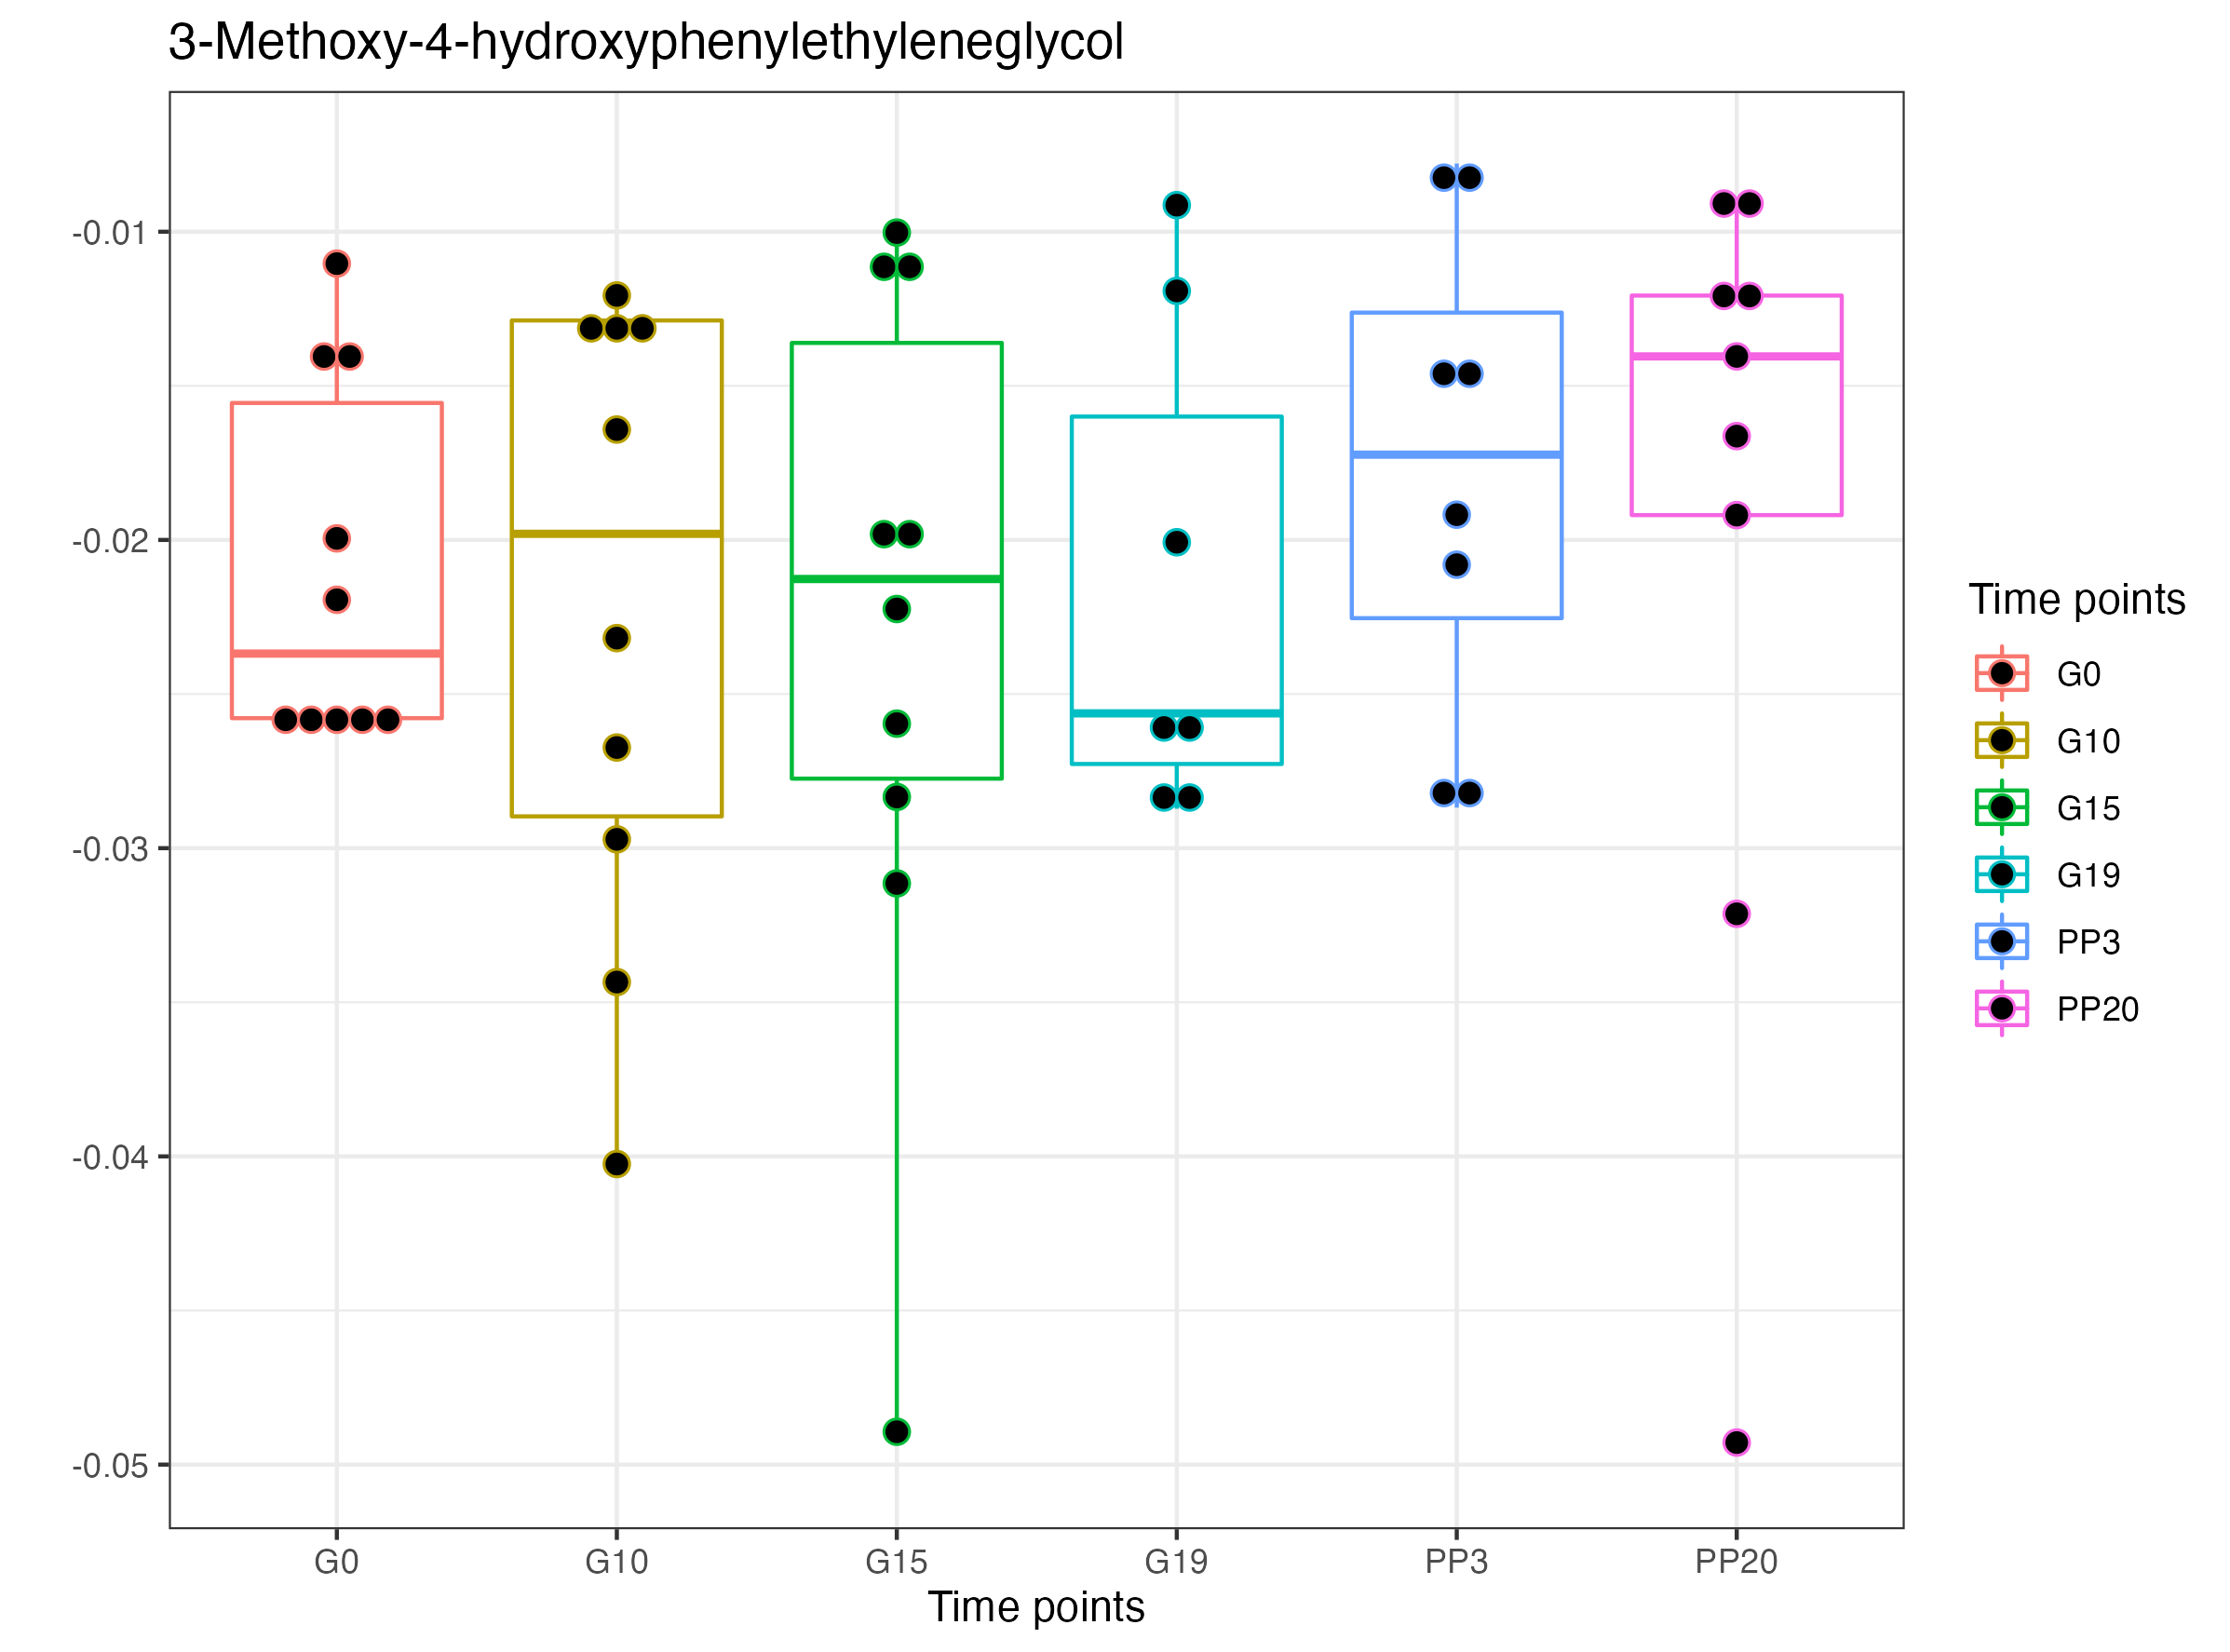 3-Methoxy-4-hydroxyphenylethyleneglycol
-0.01
-0.02
-0.03
-0.04
-0.05
G0 G10 G15 G19 PP3 PP20
Time points
Time points
G0
G10
G15
G19
PP3
PP20